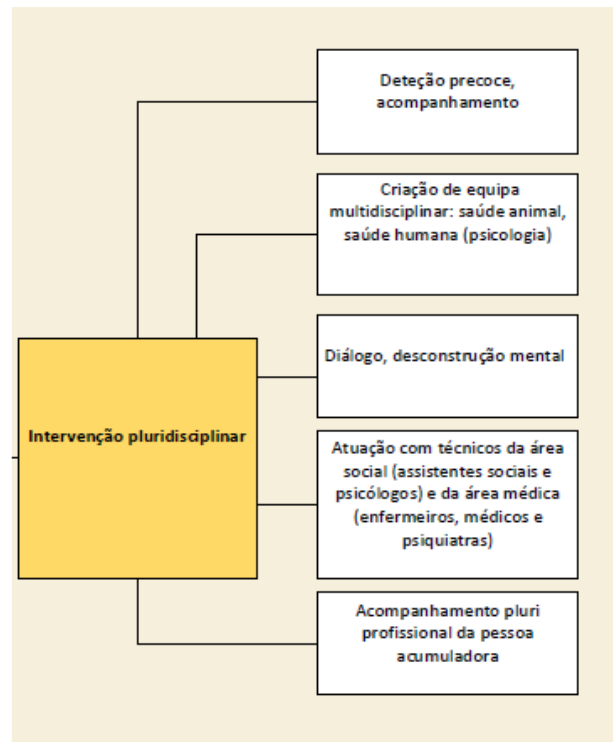 Deteção precoce,
acompanhamento
Criação de equipa
multidisciplinar: saúde animal,
saúde humana (psicologia)
Diálogo, desconstrução mental
Intervenção pluridisciplinar
Atuação com técnicos da área
social (assistentes sociais e
psicólogos) e da área médica
(enfermeiros, médicos e
psiquiatras)
Acompanhamento pluri
profissional da pessoa
acumuladora